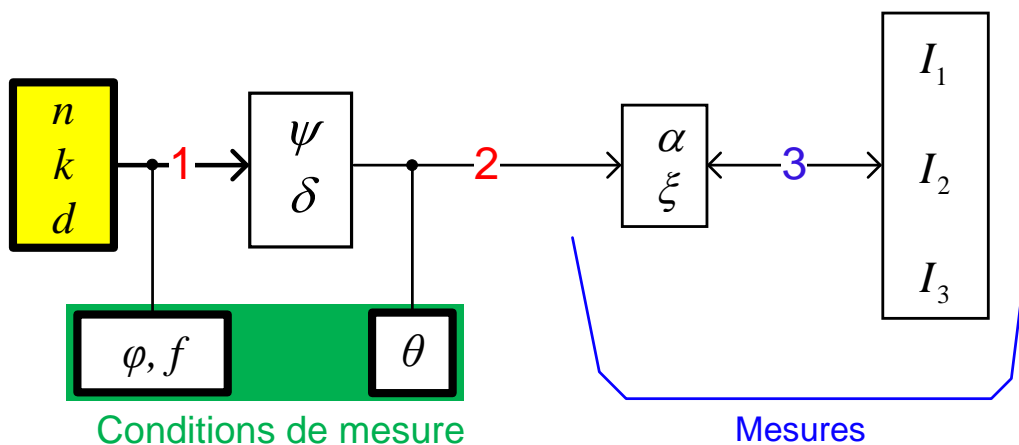 n
k
d
1
ψ
δ
2
α
ξ
3
I₁
I₂
I₃
φ, f
θ
Conditions de mesure
Mesures